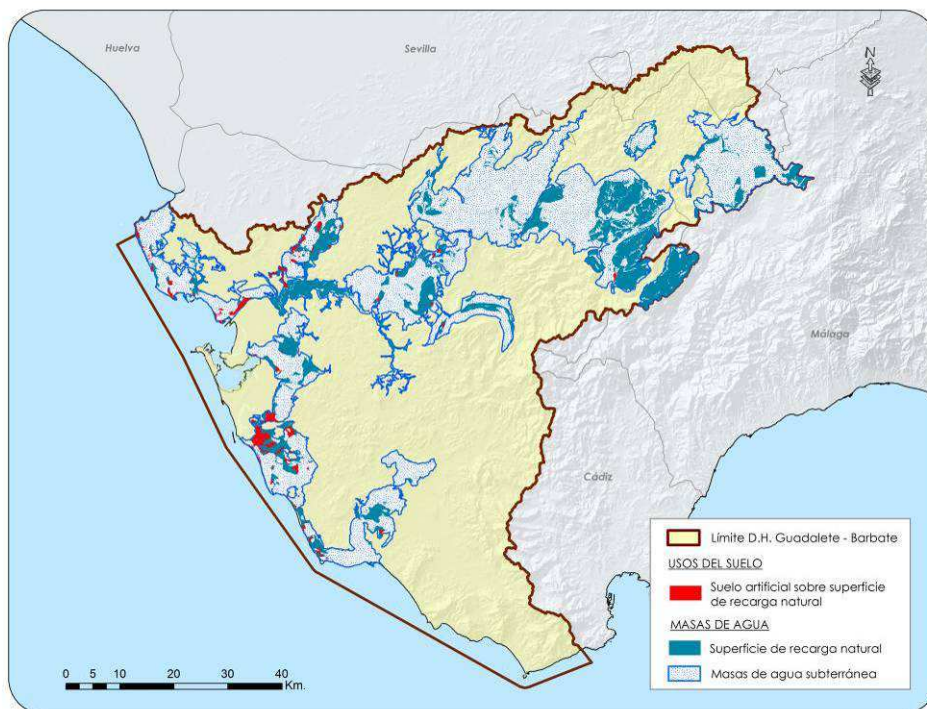 Huelva
Sevilla
N
Málaga
Cádiz
Límite D.H. Guadalete - Barbate
USOS DEL SUELO
Suelo artificial sobre superficie
de recarga natural
MASAS DE AGUA
Superficie de recarga natural
Masas de agua subterránea
0 5 10 20 30 40
Km.